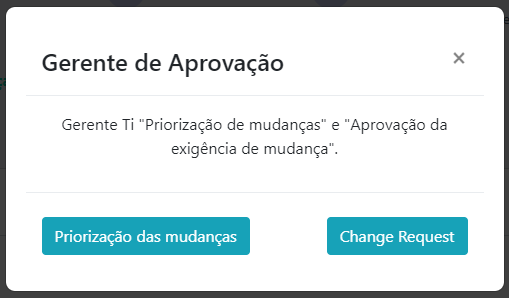 Gerente de Aprovação
×
Gerente Ti "Priorização de mudanças" e "Aprovação da
exigência de mudança".
Priorização das mudanças
Change Request